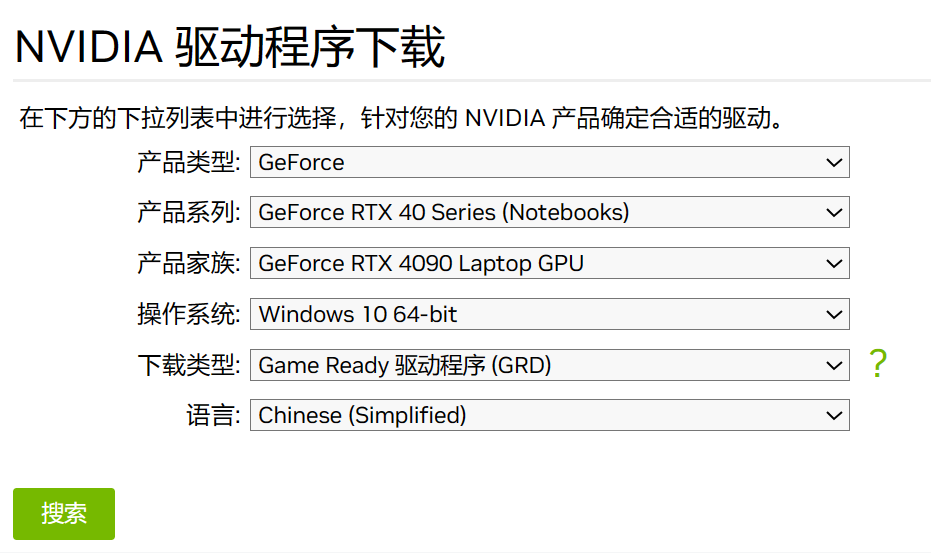 NVIDIA 驱动程序下载
在下方的下拉列表中进行选择，针对您的 NVIDIA 产品确定合适的驱动。
产品类型: GeForce
产品系列: GeForce RTX 40 Series (Notebooks)
产品家族: GeForce RTX 4090 Laptop GPU
操作系统: Windows 10 64-bit
下载类型: Game Ready 驱动程序 (GRD) ?
语言: Chinese (Simplified)
搜索